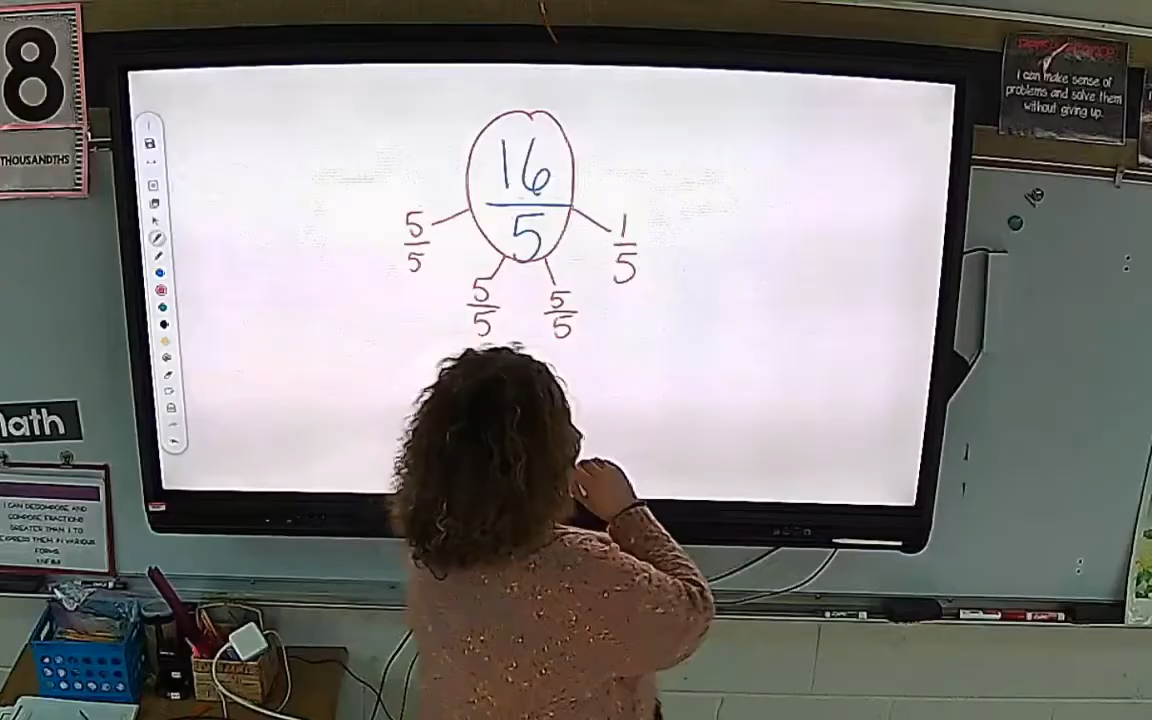 8
THOUSANDTHS
16
5
5
5
5
5
5
5
1
5
I can make sense of
problems and solve them
without giving up.
Math
I CAN DECOMPOSE AND
COMPOSE FRACTIONS
GREATER THAN 1 TO
EXPRESS THEM IN VARIOUS
FORMS.